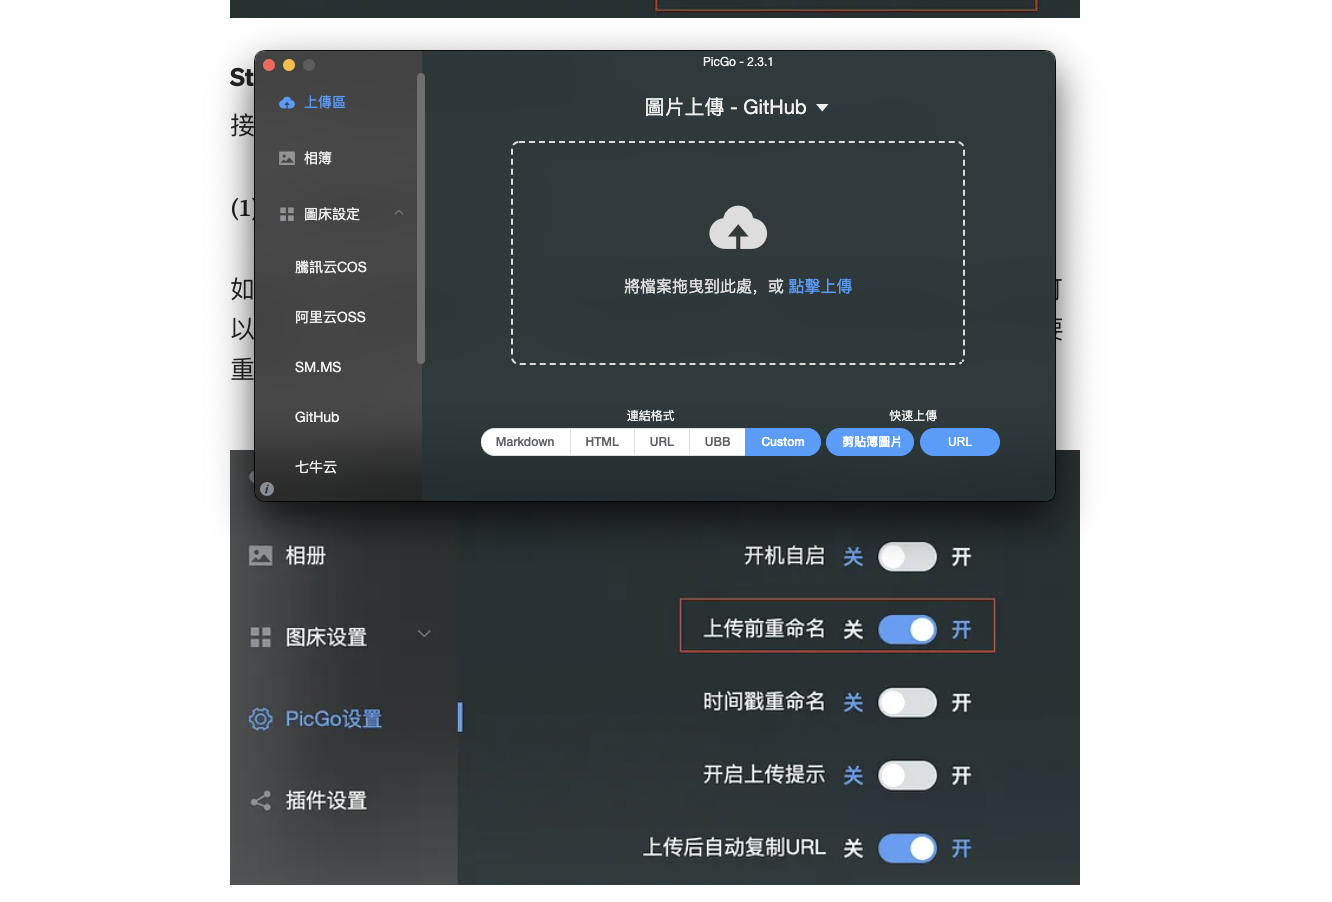 PicGo - 2.3.1
St
上傳區
圖片上傳 - GitHub
接
相簿
(1)
圖床設定
騰訊云COS
將檔案拖曳到此處，或 點擊上傳
如
阿里云OSS
以
要
SM.MS
重
GitHub
連結格式
快速上傳
Markdown HTML URL UBB Custom 剪貼簿圖片 URL
七牛云
相册
开机自启 关 开
图床设置
上传前重命名 关 开
时间戳重命名 关 开
PicGo设置
开启上传提示 关 开
插件设置
上传后自动复制URL 关 开